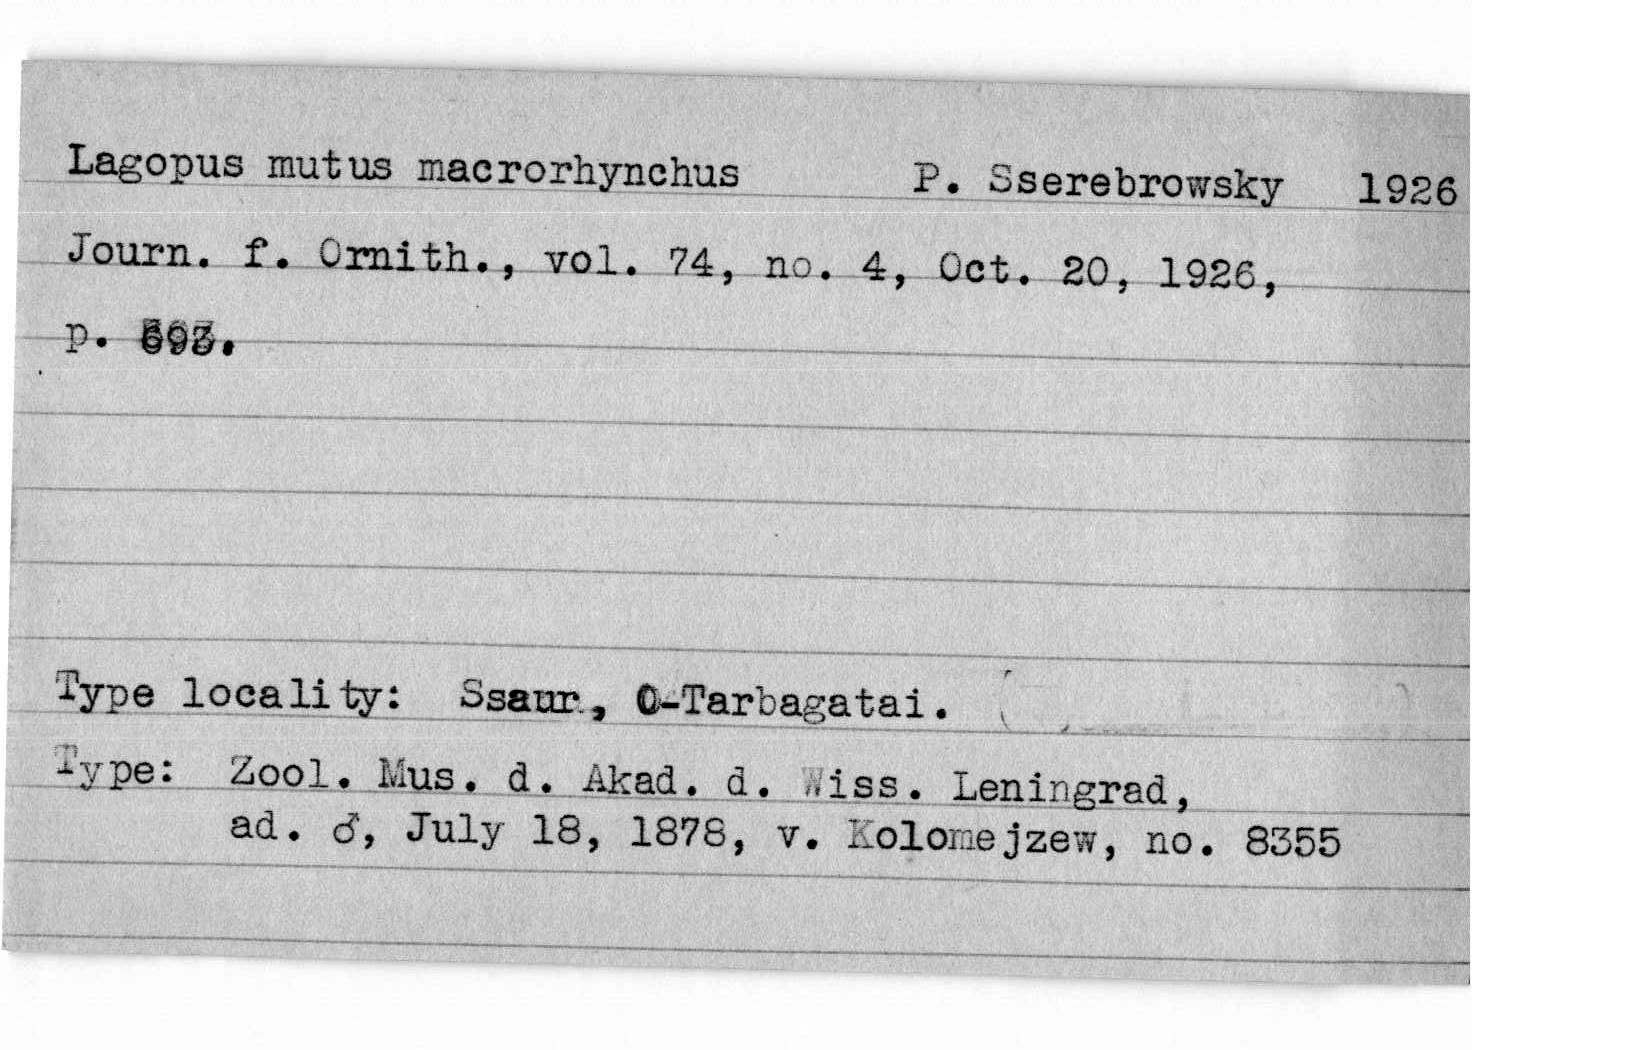 Lagopus mutus macrorhynchus P. Sserebrowsky 1926
Journ. f. Ornith., vol. 74, no. 4, Oct. 20, 1926,
p. 693.
Type locality: Ssaur, O-Tarbagatai.
Type: Zool. Mus. d. Akad. d. Wiss. Leningrad,
ad. ♂, July 18, 1878, v. Kolomejzew, no. 8355